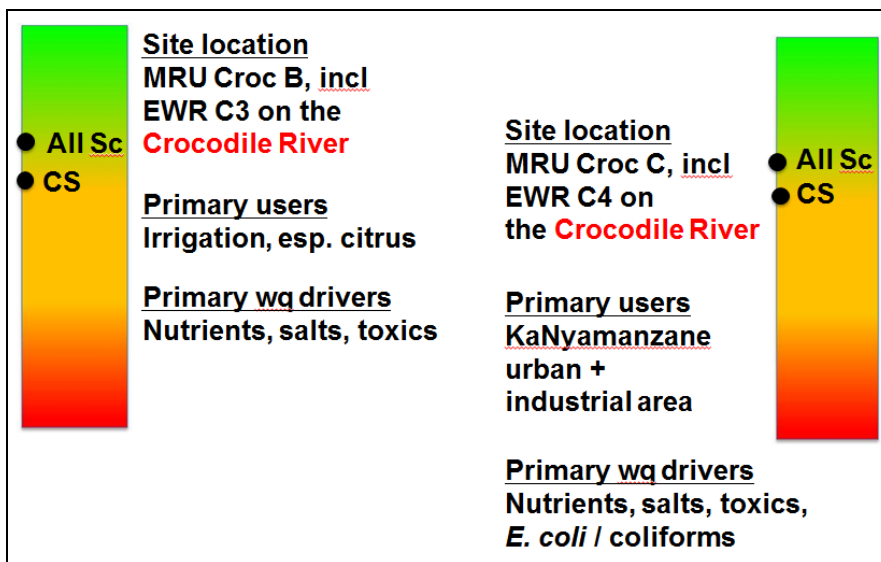 Site location
MRU Croc B, incl
EWR C3 on the
Crocodile River
All Sc
CS
Primary users
Irrigation, esp. citrus
Primary wq drivers
Nutrients, salts, toxics
Site location
MRU Croc C, incl
EWR C4 on
the Crocodile River
All Sc
CS
Primary users
KaNyamanzane
urban +
industrial area
Primary wq drivers
Nutrients, salts, toxics,
E. coli / coliforms